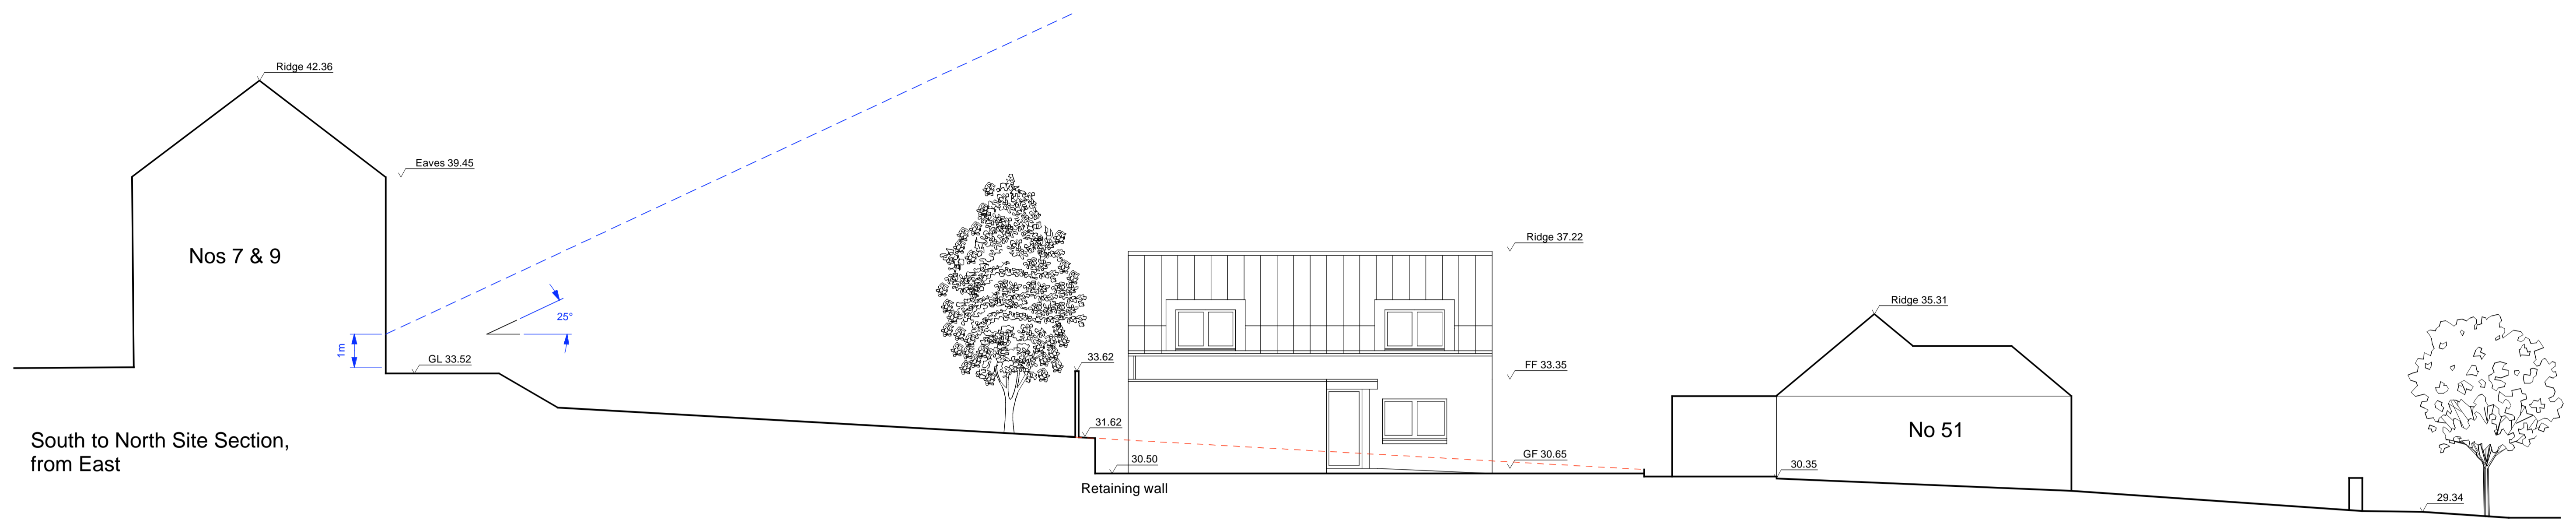 Ridge 42.36
Eaves 39.45
Nos 7 & 9
25°
1m
GL 33.52
South to North Site Section,
from East
33.62
31.62
30.50
Retaining wall
Ridge 37.22
FF 33.35
GF 30.65
Ridge 35.31
No 51
30.35
29.34